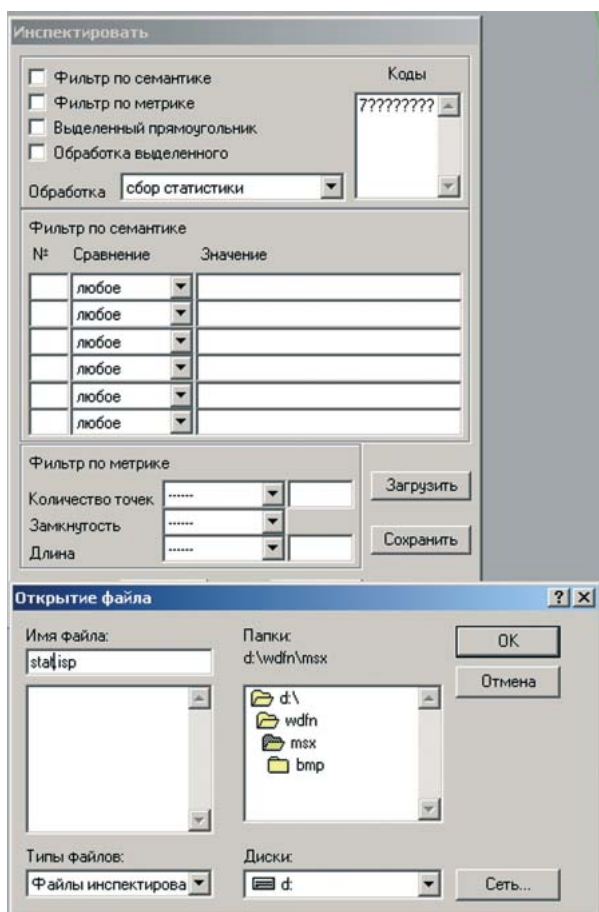 Инспектировать
Фильтр по семантике
Фильтр по метрике
Выделенный прямоугольник
Обработка выделенного
Коды
7????????
Обработка сбор статистики
Фильтр по семантике
№ Сравнение Значение
любое
любое
любое
любое
любое
любое
Фильтр по метрике
Количество точек ------
Замкнутость ------
Длина ------
Загрузить
Сохранить
Открытие файла
Имя файла:
stat.isp
Папки:
d:\wdfn\msx
d:\
wdfn
msx
bmp
OK
Отмена
Типы файлов:
Файлы инспектирова
Диски:
d:
Сеть...